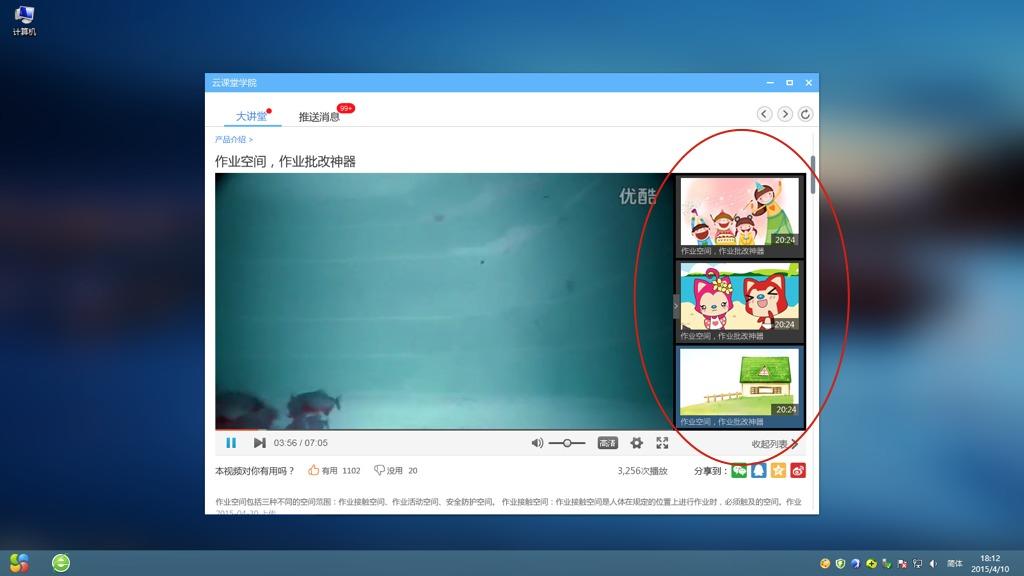 计算机
云课堂学院
大讲堂
推送消息
99+
产品介绍 >
作业空间，作业批改神器
优酷
20:24
作业空间，作业批改神器
20:24
作业空间，作业批改神器
20:24
作业空间，作业批改神器
03:56 / 07:05
高清
收起列表
本视频对你有用吗？
有用 1102
没用 20
3,256次播放
分享到：
作业空间包括三种不同的空间范围：作业接触空间、作业活动空间、安全防护空间。 作业接触空间：作业接触空间是人体在规定的位置上进行作业时，必须触及的空间。作业
简体
18:12
2015/4/10